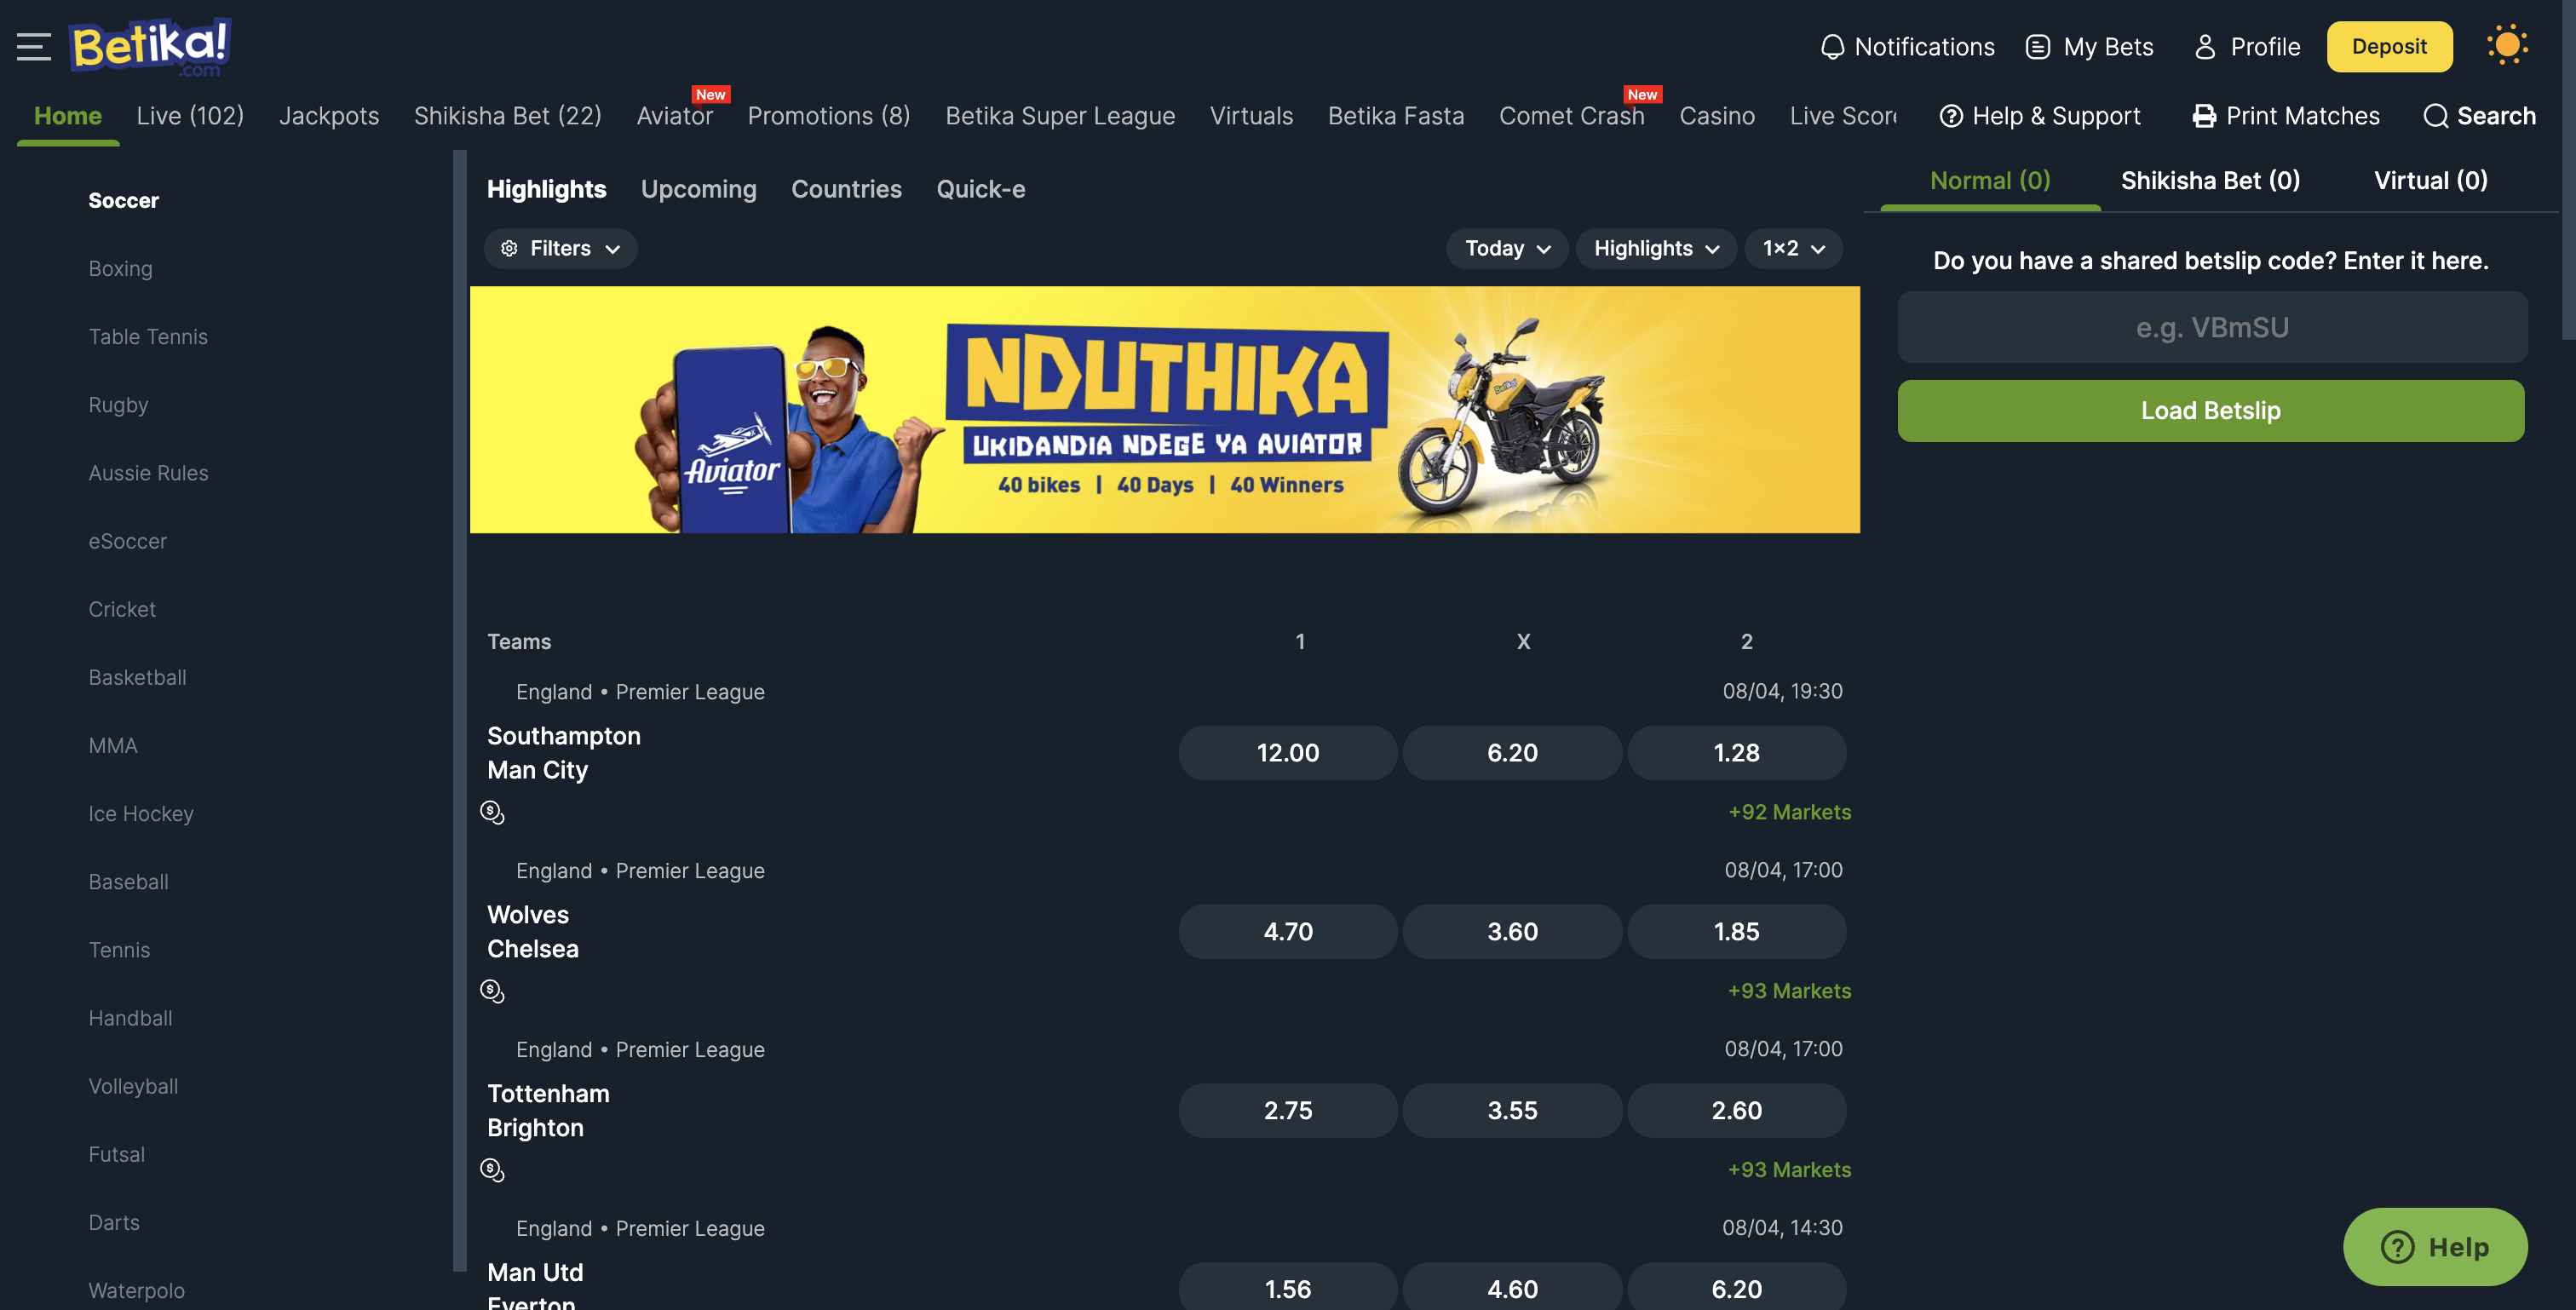 Betika!
.com
Notifications
My Bets
Profile
Deposit
Home
Live (102)
Jackpots
Shikisha Bet (22)
Aviator
New
Promotions (8)
Betika Super League
Virtuals
Betika Fasta
Comet Crash
New
Casino
Live Score
Help & Support
Print Matches
Search
Soccer
Boxing
Table Tennis
Rugby
Aussie Rules
eSoccer
Cricket
Basketball
MMA
Ice Hockey
Baseball
Tennis
Handball
Volleyball
Futsal
Darts
Waterpolo
Highlights
Upcoming
Countries
Quick-e
Filters
Today
Highlights
1x2
Aviator
NDUTHIKA
UKIDANDIA NDEGE YA AVIATOR
40 bikes | 40 Days | 40 Winners
Betika!
Teams 1 X 2
England • Premier League 08/04, 19:30
Southampton
Man City
12.00 6.20 1.28
+92 Markets
England • Premier League 08/04, 17:00
Wolves
Chelsea
4.70 3.60 1.85
+93 Markets
England • Premier League 08/04, 17:00
Tottenham
Brighton
2.75 3.55 2.60
+93 Markets
England • Premier League 08/04, 14:30
Man Utd
Everton
1.56 4.60 6.20
Normal (0)
Shikisha Bet (0)
Virtual (0)
Do you have a shared betslip code? Enter it here.
e.g. VBmSU
Load Betslip
Help